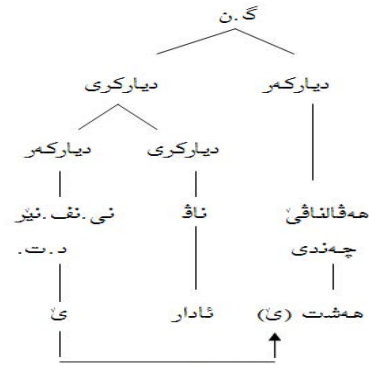 گ.ن
دیارکەر دیارکری
دیارکری دیارکەر
هەڤالناڤێ ناڤ نی.نف.نێر
چەندی د.ت.
هەشت (ێ) ئادار ێ